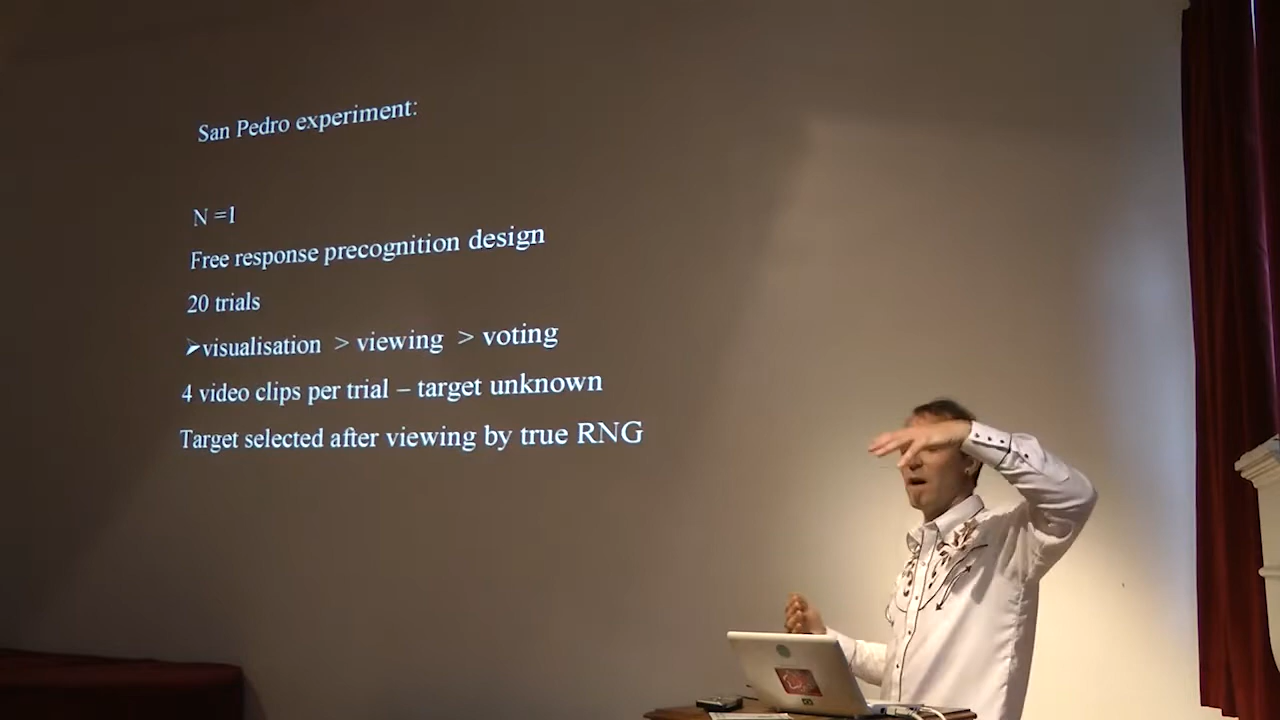 San Pedro experiment:
N =1
Free response precognition design
20 trials
➢visualisation > viewing > voting
4 video clips per trial – target unknown
Target selected after viewing by true RNG